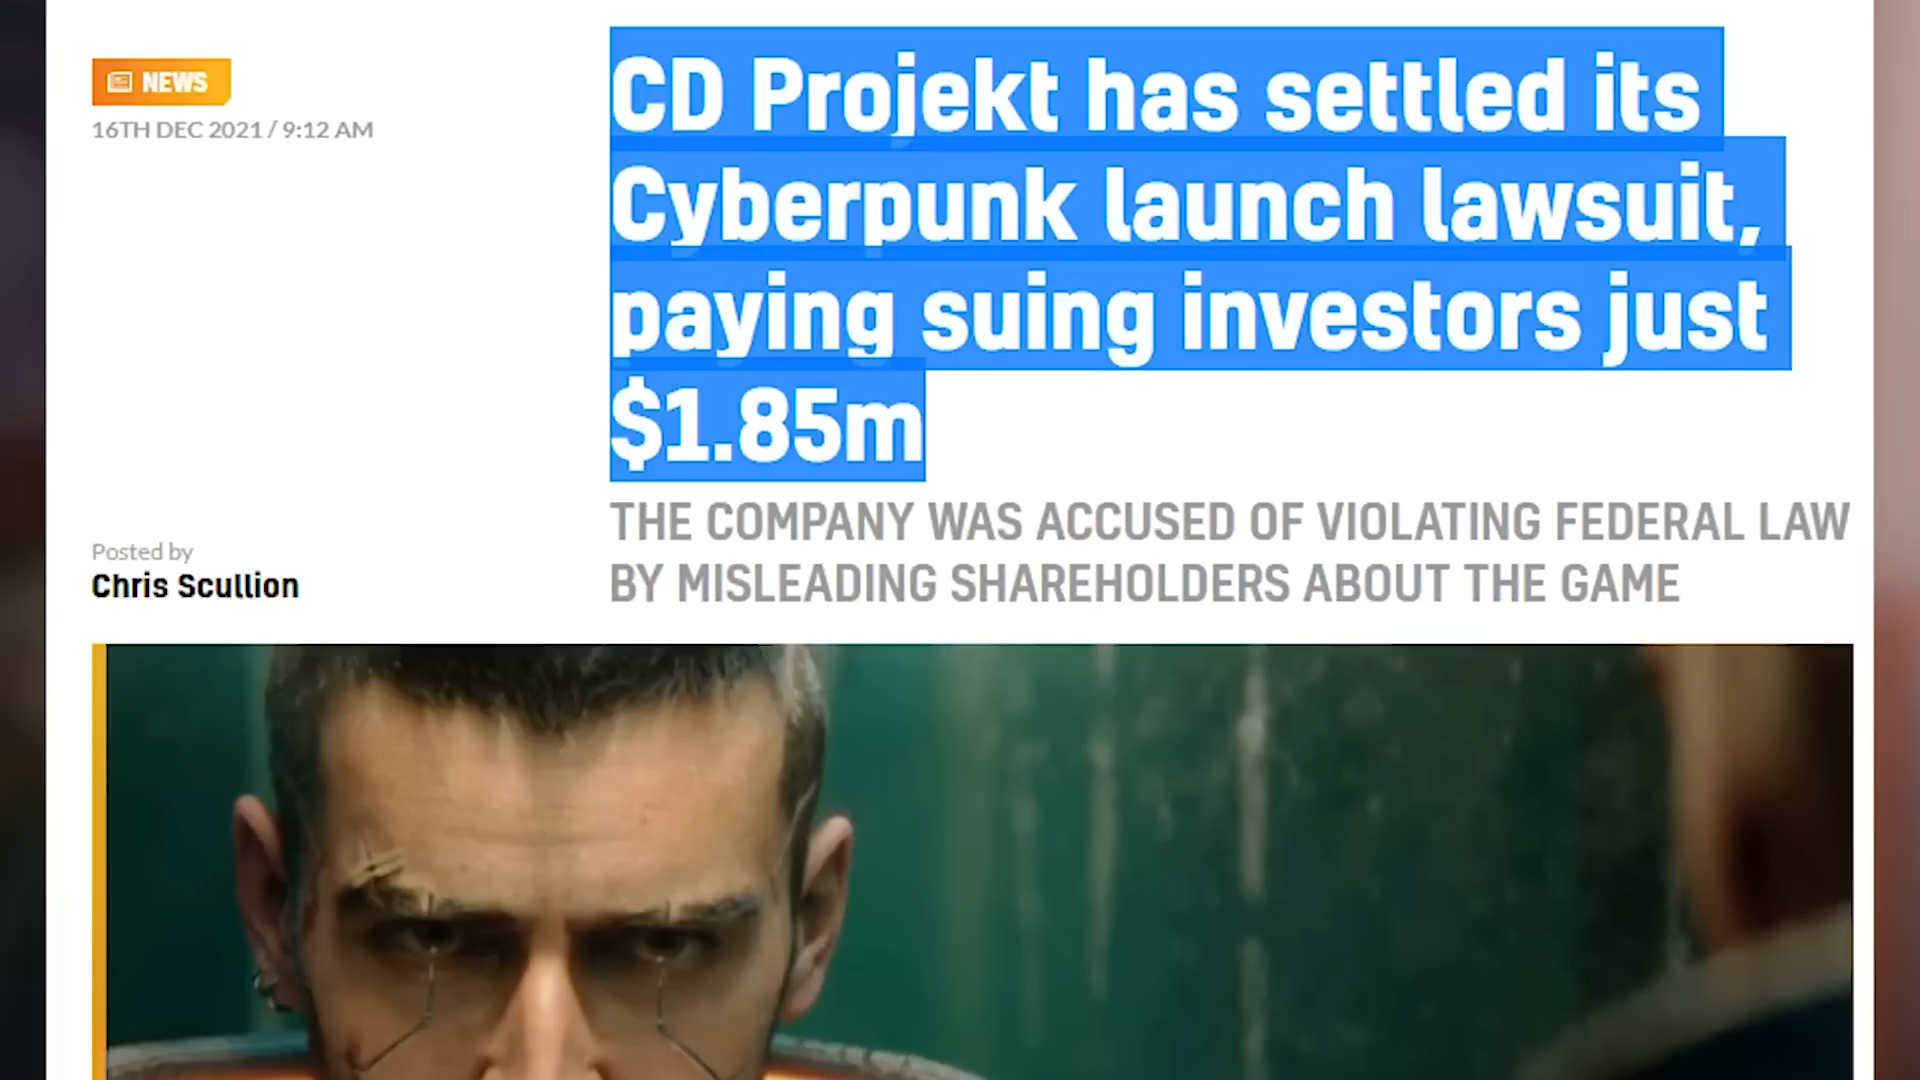 NEWS
16TH DEC 2021 / 9:12 AM
CD Projekt has settled its
Cyberpunk launch lawsuit,
paying suing investors just
$1.85m
THE COMPANY WAS ACCUSED OF VIOLATING FEDERAL LAW
BY MISLEADING SHAREHOLDERS ABOUT THE GAME
Posted by
Chris Scullion